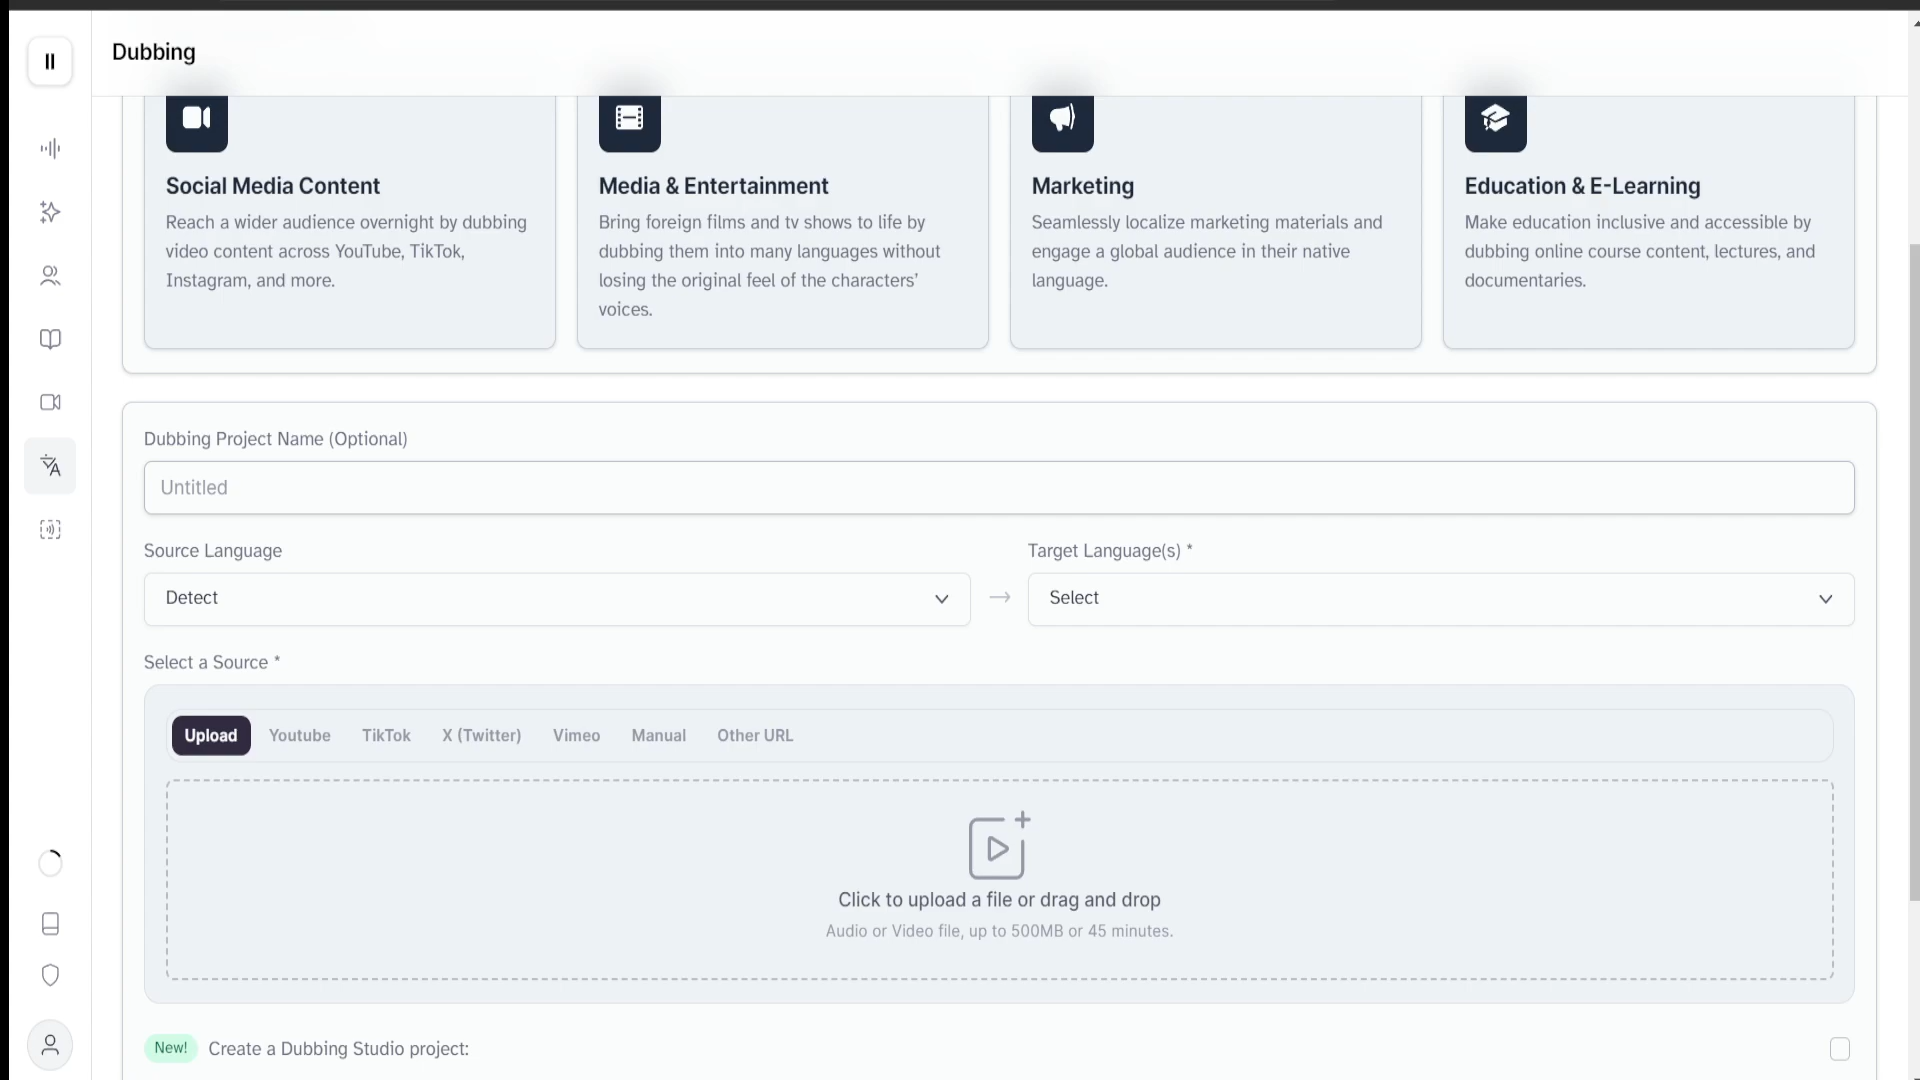 Dubbing
Social Media Content
Reach a wider audience overnight by dubbing
video content across YouTube, TikTok,
Instagram, and more.
Media & Entertainment
Bring foreign films and tv shows to life by
dubbing them into many languages without
losing the original feel of the characters’
voices.
Marketing
Seamlessly localize marketing materials and
engage a global audience in their native
language.
Education & E-Learning
Make education inclusive and accessible by
dubbing online course content, lectures, and
documentaries.
Dubbing Project Name (Optional)
Untitled
Source Language
Target Language(s) *
Detect
Select
Select a Source *
Upload Youtube TikTok X (Twitter) Vimeo Manual Other URL
Click to upload a file or drag and drop
Audio or Video file, up to 500MB or 45 minutes.
New! Create a Dubbing Studio project: